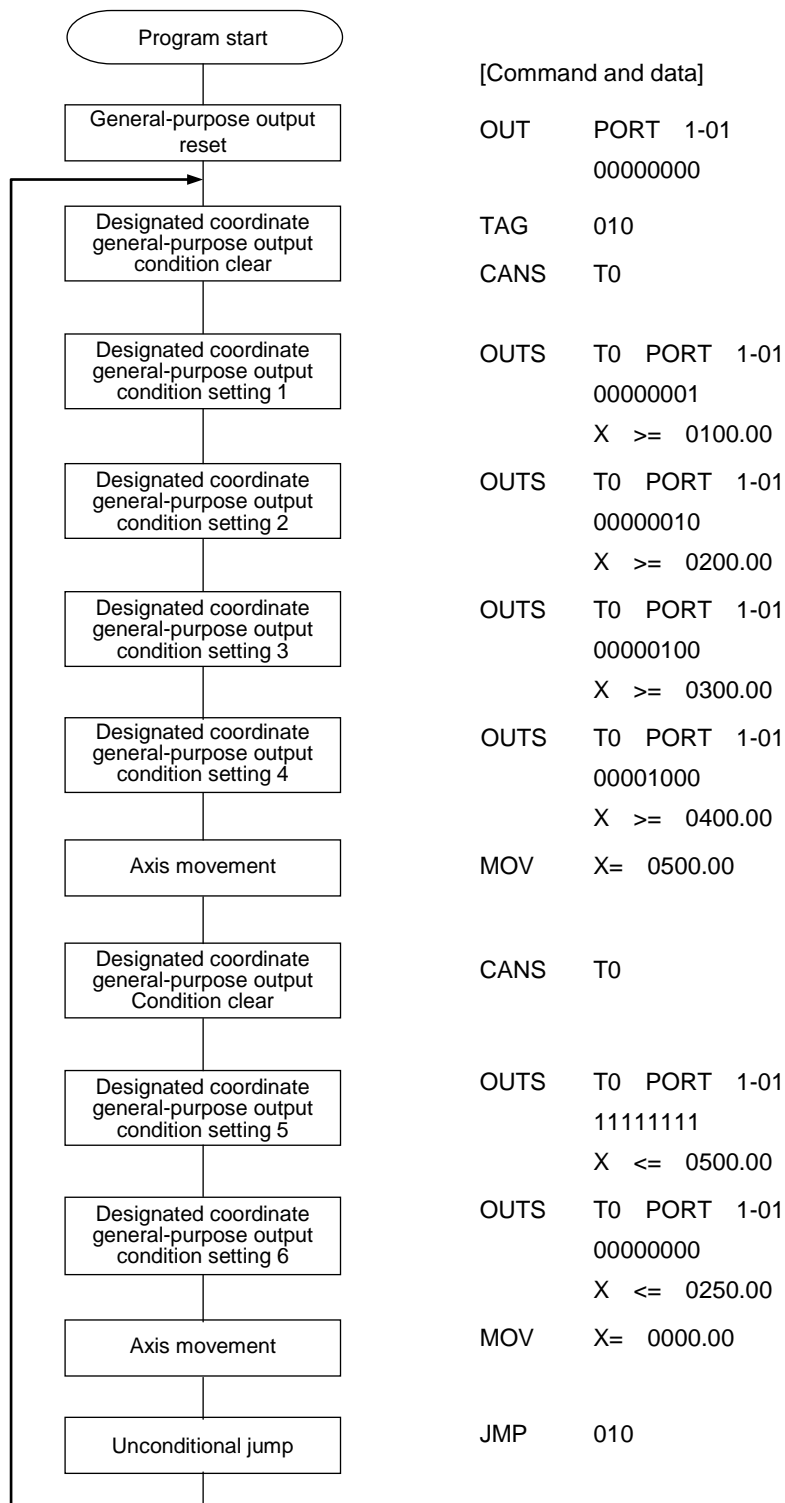 Program start
[Command and data]
General-purpose output
reset
OUT PORT 1-01
00000000
Designated coordinate
general-purpose output
condition clear
TAG 010
CANS T0
Designated coordinate
general-purpose output
condition setting 1
OUTS T0 PORT 1-01
00000001
X >= 0100.00
Designated coordinate
general-purpose output
condition setting 2
OUTS T0 PORT 1-01
00000010
X >= 0200.00
Designated coordinate
general-purpose output
condition setting 3
OUTS T0 PORT 1-01
00000100
X >= 0300.00
Designated coordinate
general-purpose output
condition setting 4
OUTS T0 PORT 1-01
00001000
X >= 0400.00
Axis movement
MOV X= 0500.00
Designated coordinate
general-purpose output
Condition clear
CANS T0
Designated coordinate
general-purpose output
condition setting 5
OUTS T0 PORT 1-01
11111111
X <= 0500.00
Designated coordinate
general-purpose output
condition setting 6
OUTS T0 PORT 1-01
00000000
X <= 0250.00
Axis movement
MOV X= 0000.00
Unconditional jump
JMP 010